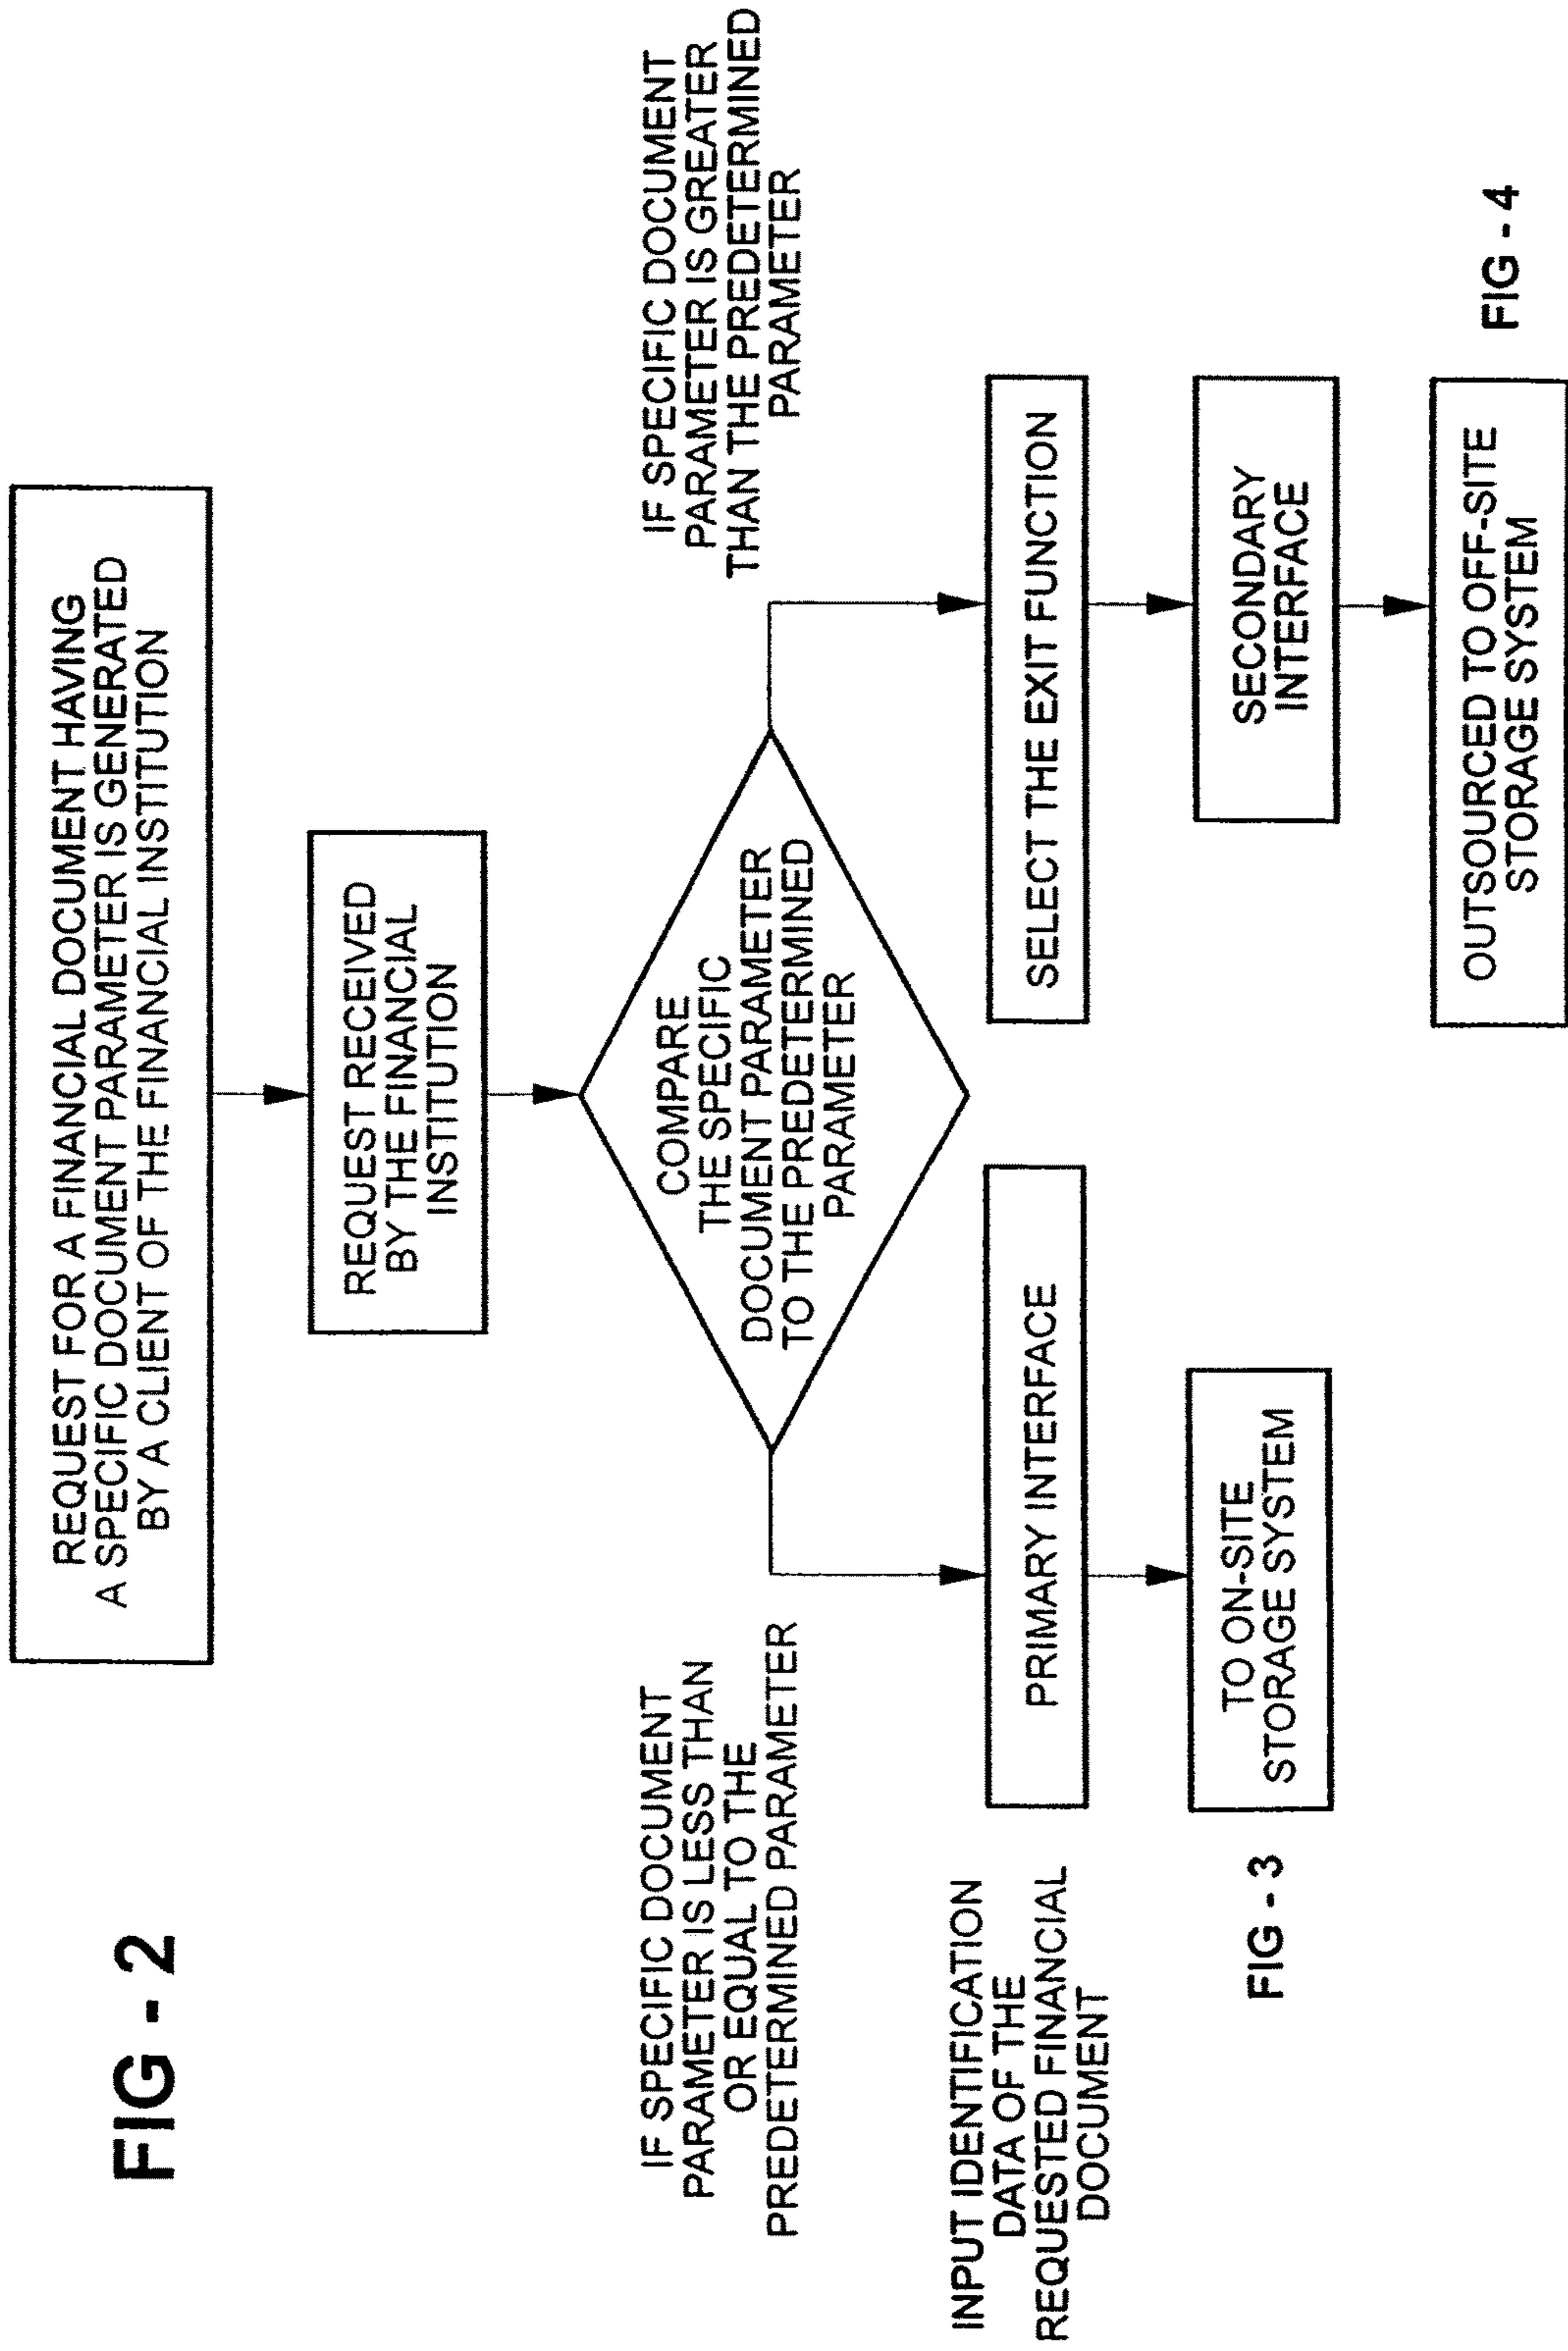 FIG - 2
REQUEST FOR A FINANCIAL DOCUMENT HAVING
A SPECIFIC DOCUMENT PARAMETER IS GENERATED
BY A CLIENT OF THE FINANCIAL INSTITUTION
REQUEST RECEIVED
BY THE FINANCIAL
INSTITUTION
COMPARE
THE SPECIFIC
DOCUMENT PARAMETER
TO THE PREDETERMINED
PARAMETER
IF SPECIFIC DOCUMENT
PARAMETER IS LESS THAN
OR EQUAL TO THE
PREDETERMINED PARAMETER
IF SPECIFIC DOCUMENT
PARAMETER IS GREATER
THAN THE PREDETERMINED
PARAMETER
INPUT IDENTIFICATION
DATA OF THE
REQUESTED FINANCIAL
DOCUMENT
PRIMARY INTERFACE
SELECT THE EXIT FUNCTION
TO ON-SITE
STORAGE SYSTEM
FIG - 3
SECONDARY
INTERFACE
OUTSOURCED TO OFF-SITE
STORAGE SYSTEM
FIG - 4